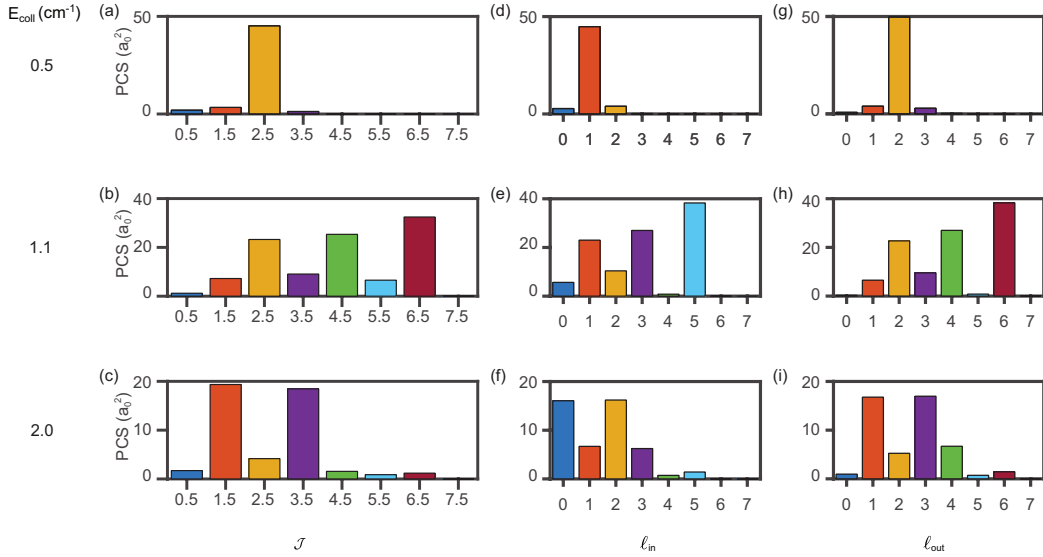 E_coll (cm⁻¹)
(a) (d) (g)
50 50 50
PCS (a₀²)
0.5
0 0 0
0.5 1.5 2.5 3.5 4.5 5.5 6.5 7.5 0 1 2 3 4 5 6 7 0 1 2 3 4 5 6 7
(b) (e) (h)
40 40 40
PCS (a₀²)
1.1
20 20 20
0 0 0
0.5 1.5 2.5 3.5 4.5 5.5 6.5 7.5 0 1 2 3 4 5 6 7 0 1 2 3 4 5 6 7
(c) (f) (i)
20 20 20
PCS (a₀²)
2.0
10 10 10
0 0 0
0.5 1.5 2.5 3.5 4.5 5.5 6.5 7.5 0 1 2 3 4 5 6 7 0 1 2 3 4 5 6 7
𝒥 ℓ_in ℓ_out